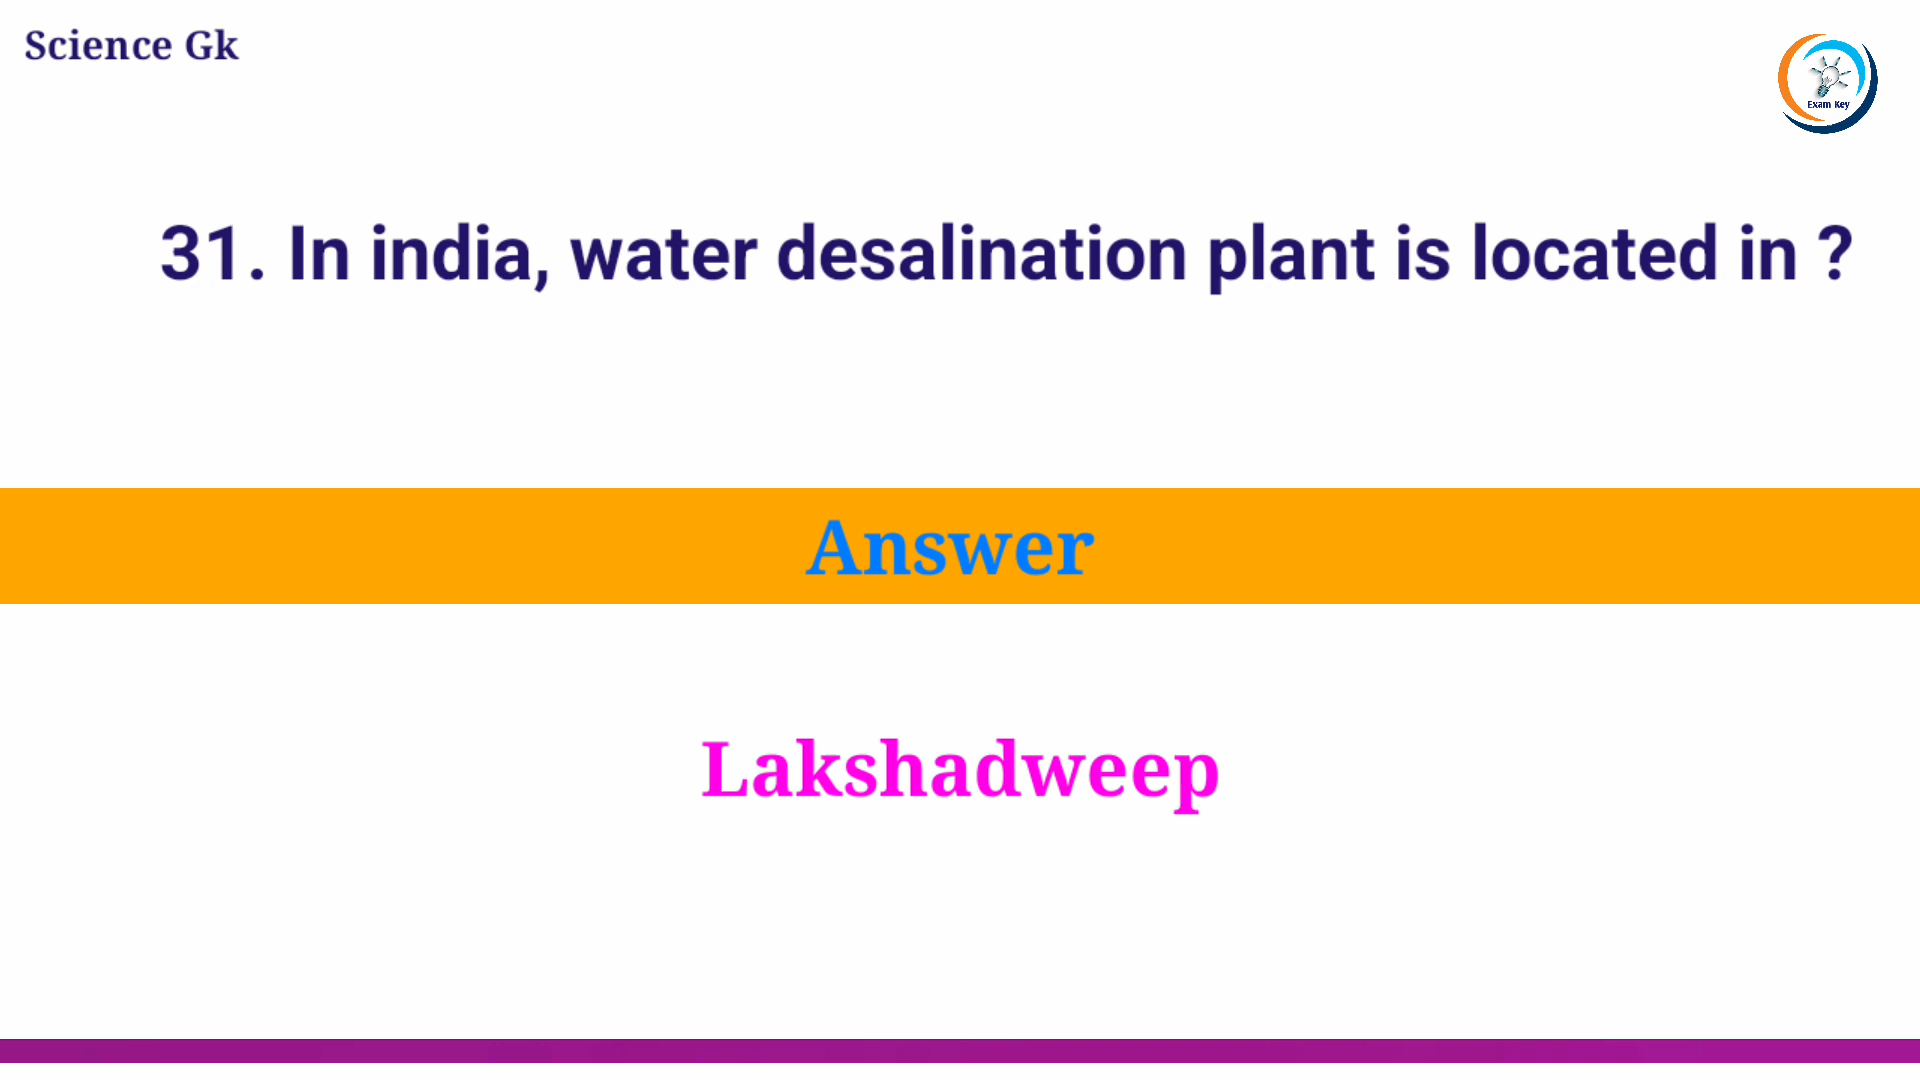 Science Gk
Exam Key
31. In india, water desalination plant is located in ?
Answer
Lakshadweep